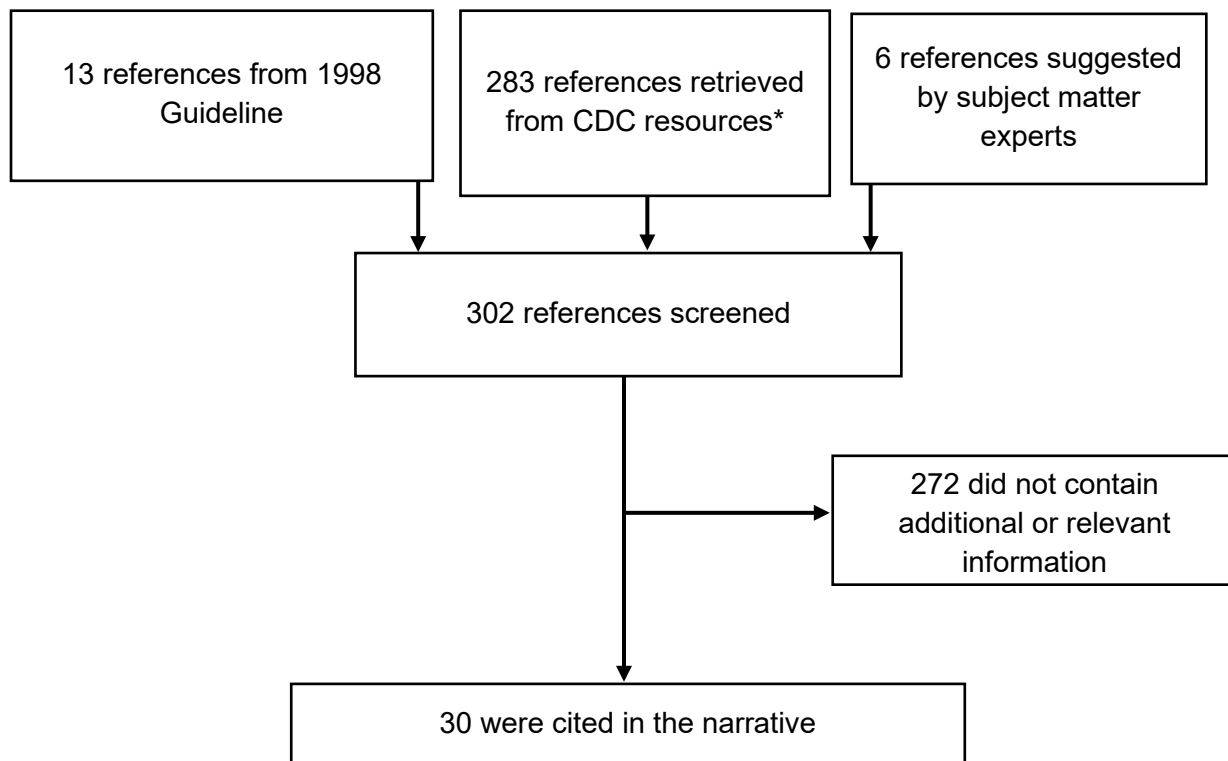 13 references from 1998
Guideline
283 references retrieved
from CDC resources*
6 references suggested
by subject matter
experts
302 references screened
272 did not contain
additional or relevant
information
30 were cited in the narrative